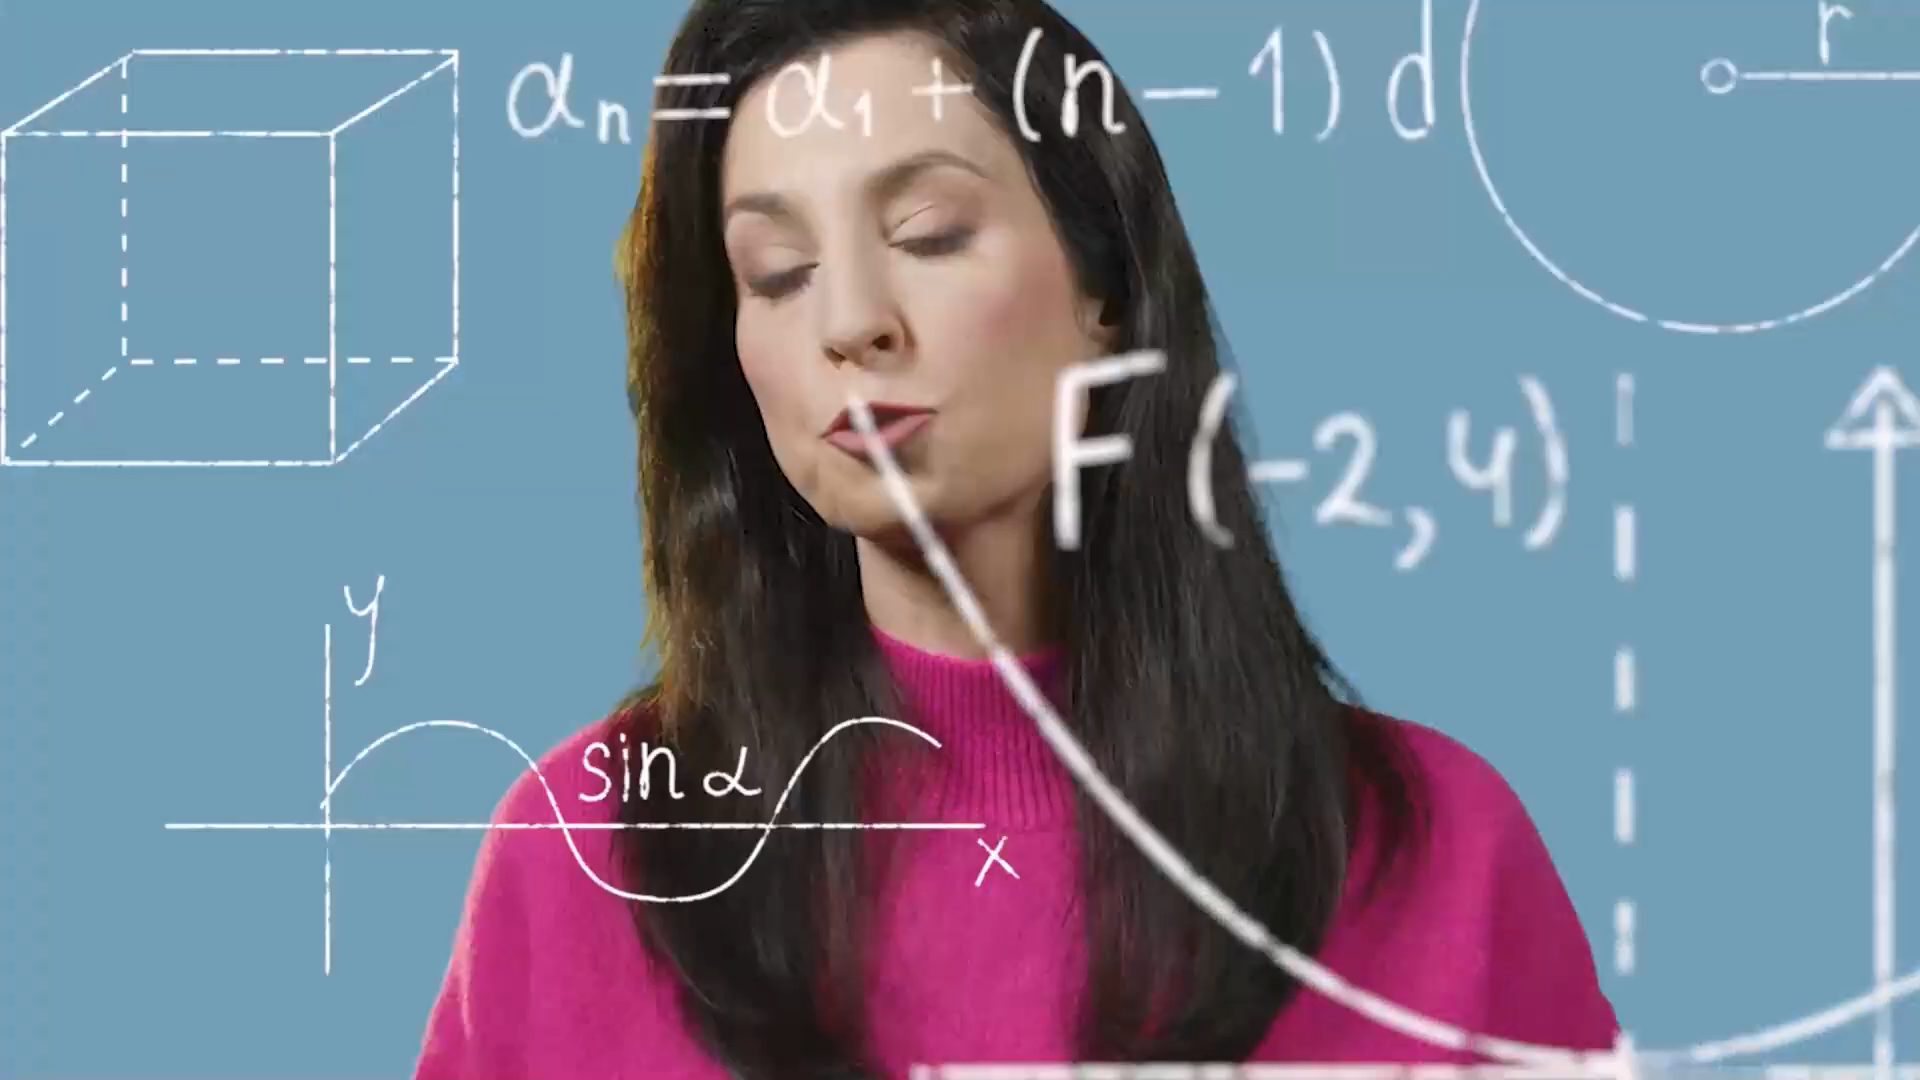 αn = α1 + (n-1) d
r
F(-2,4)
y
sin α
x